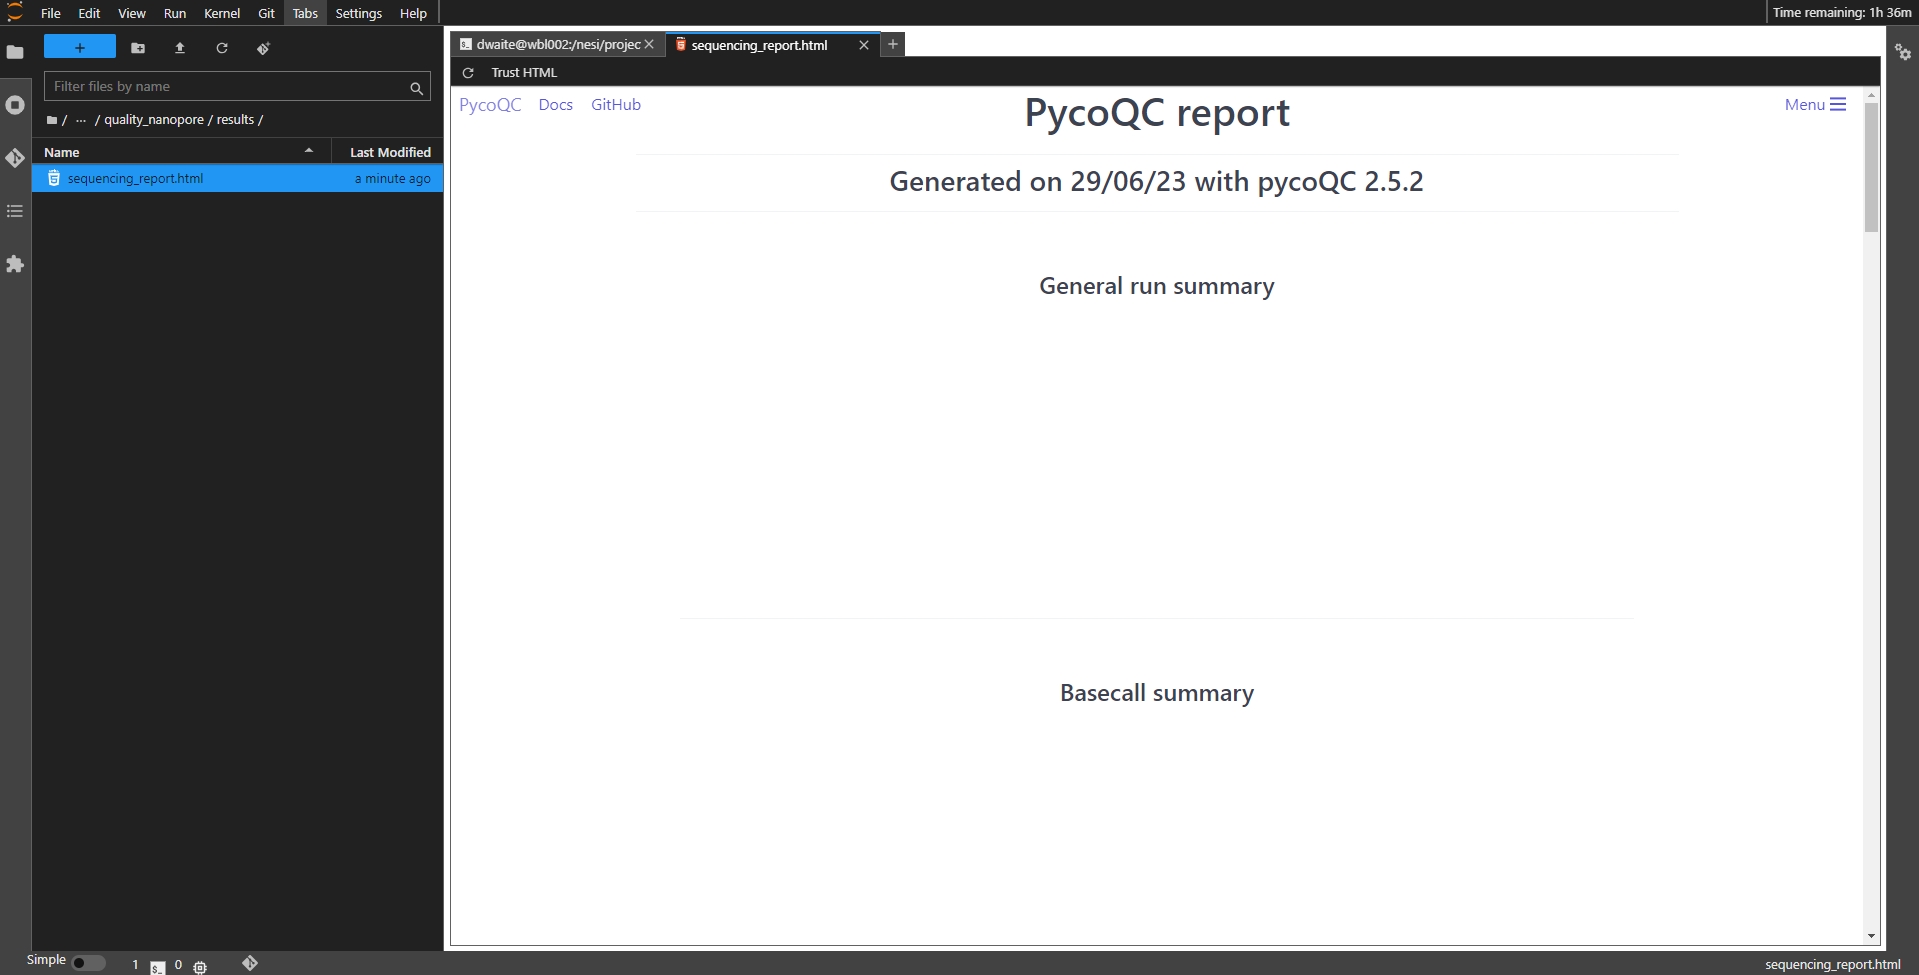 File Edit View Run Kernel Git Tabs Settings Help
Time remaining: 1h 36m
+
Filter files by name
/ ... / quality_nanopore / results /
Name Last Modified
sequencing_report.html a minute ago
dwaite@wbl002:/nesi/projec
sequencing_report.html
Trust HTML
PycoQC Docs GitHub
Menu
PycoQC report
Generated on 29/06/23 with pycoQC 2.5.2
General run summary
Basecall summary
Simple 1 $_ 0
sequencing_report.html